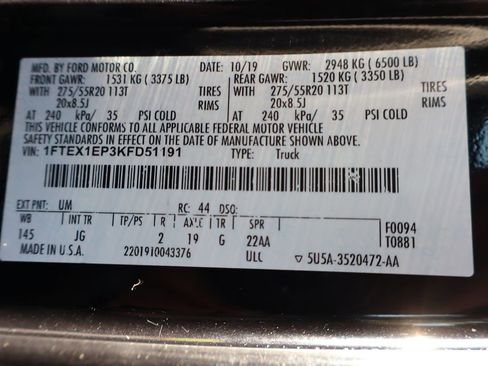 MFD. BY FORD MOTOR CO. DATE: 10/19 GVWR: 2948 KG ( 6500 LB)
FRONT GAWR: 1531 KG ( 3375 LB) REAR GAWR: 1520 KG ( 3350 LB)
WITH 275/55R20 113T TIRES WITH 275/55R20 113T TIRES
20x8.5J RIMS 20x8.5J RIMS
AT 240 kPa/ 35 PSI COLD AT 240 kPa/ 35 PSI COLD
THIS VEHICLE CONFORMS TO ALL APPLICABLE FEDERAL MOTOR VEHICLE
SAFETY STANDARDS IN EFFECT ON THE DATE OF MANUFACTURE SHOWN ABOVE.
VIN: 1FTEX1EP3KFD51191 TYPE: Truck
EXT PNT: UM RC: 44 DSO:
WB INT TR TP/PS R AXLE TR SPR F0094
145 JG 2 19 G 22AA T0881
MADE IN U.S.A. 2201910043376 ULC ▽ 5U5A-3520472-AA